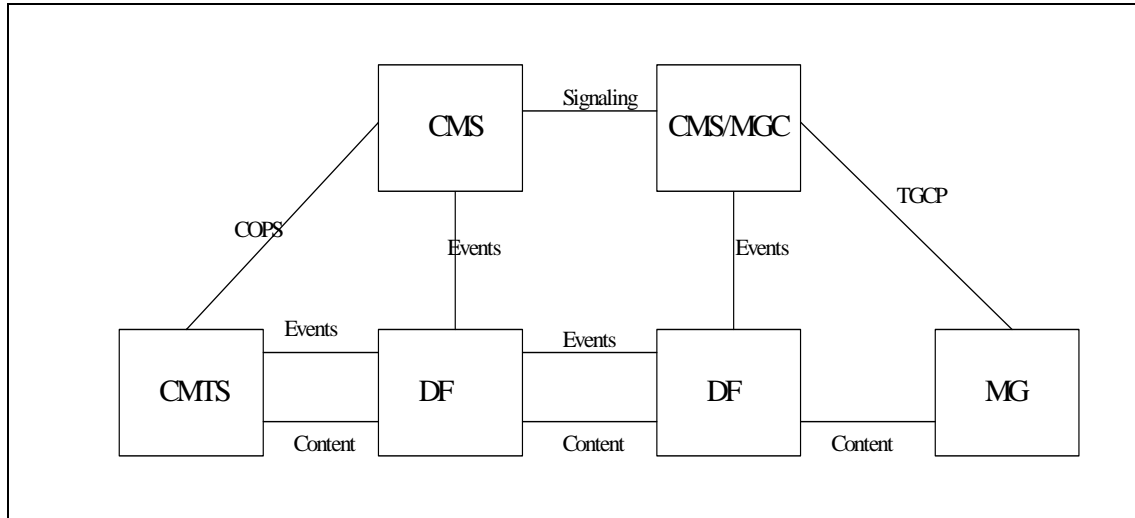 Signaling
CMS
CMS/MGC
TGCP
COPS
Events
Events
Events
Events
CMTS
DF
DF
MG
Content
Content
Content